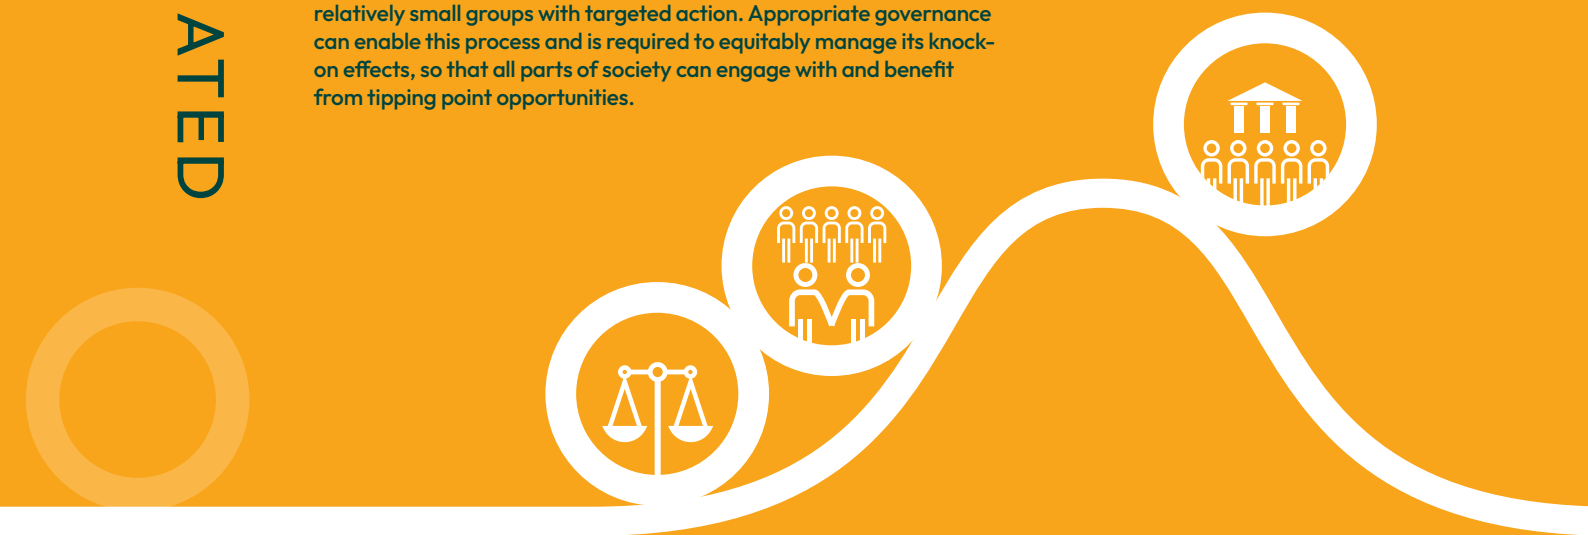 relatively small groups with targeted action. Appropriate governance
can enable this process and is required to equitably manage its knock-
on effects, so that all parts of society can engage with and benefit
from tipping point opportunities.
ATED